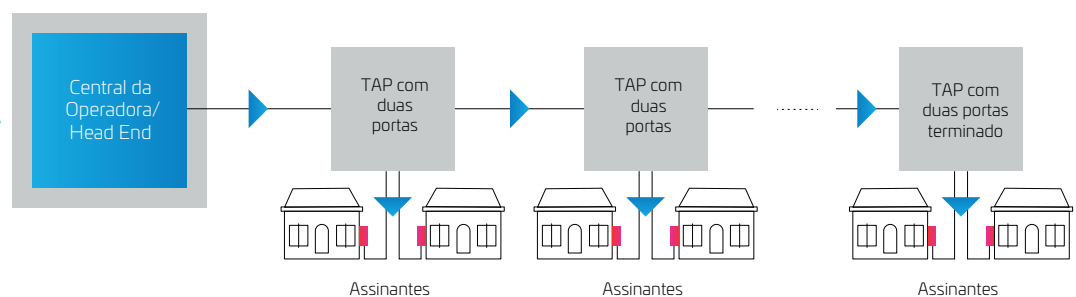 Central da
Operadora/
Head End
TAP com
duas
portas
TAP com
duas
portas
TAP com
duas portas
terminado
Assinantes
Assinantes
Assinantes